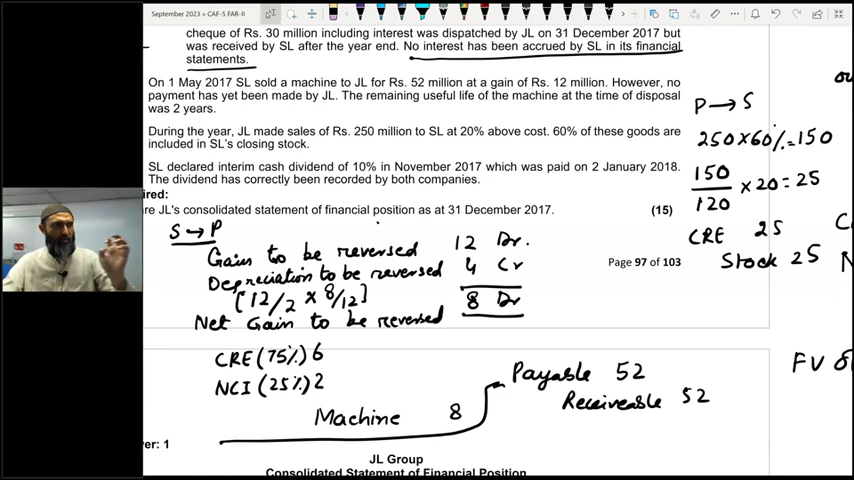 September 2023 » CAF-5 FAR-II
cheque of Rs. 30 million including interest was dispatched by JL on 31 December 2017 but
was received by SL after the year end. No interest has been accrued by SL in its financial
statements.
On 1 May 2017 SL sold a machine to JL for Rs. 52 million at a gain of Rs. 12 million. However, no
payment has yet been made by JL. The remaining useful life of the machine at the time of disposal
was 2 years.
During the year, JL made sales of Rs. 250 million to SL at 20% above cost. 60% of these goods are
included in SL's closing stock.
SL declared interim cash dividend of 10% in November 2017 which was paid on 2 January 2018.
The dividend has correctly been recorded by both companies.
ired:
are JL's consolidated statement of financial position as at 31 December 2017. (15)
Page 97 of 103
S → P
Gain to be reversed 12 Dr.
Depreciation to be reversed 4 Cr
[12/2 x 8/12]
8 Dr
Net Gain to be reversed
CRE (75%) 6
NCI (25%) 2
Machine 8
Payable 52
Receiveable 52
P → S
250 x 60% = 150
150
120
x 20 = 25
CRE 25
Stock 25
FV
ver: 1
JL Group
Consolidated Statement of Financial Position